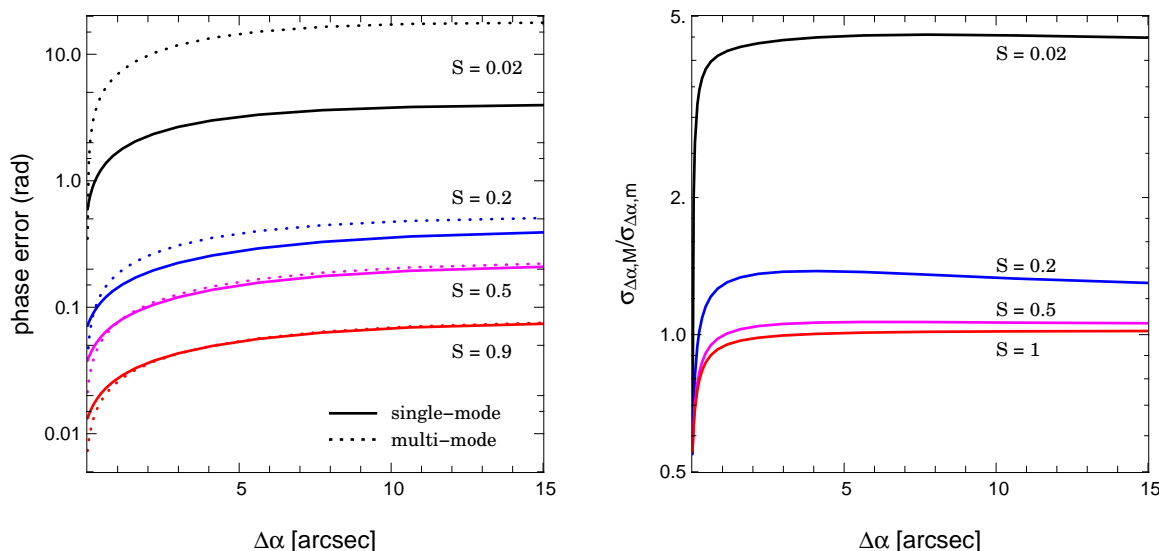 phase error (rad)
10.0
1.0
0.1
0.01
S = 0.02
S = 0.2
S = 0.5
S = 0.9
single−mode
multi−mode
0
5
10
15
Δα [arcsec]
σΔα,M/σΔα,m
5.
2.
1.0
0.5
S = 0.02
S = 0.2
S = 0.5
S = 1
0
5
10
15
Δα [arcsec]